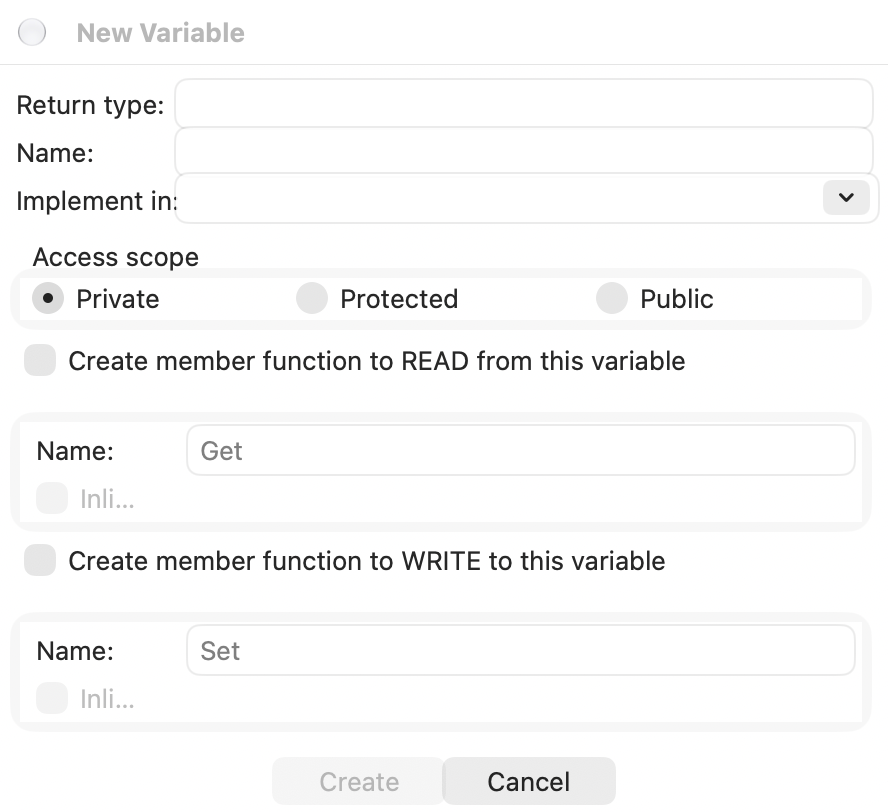 New Variable
Return type:
Name:
Implement in:
Access scope
Private Protected Public
Create member function to READ from this variable
Name: Get
Inli...
Create member function to WRITE to this variable
Name: Set
Inli...
Create Cancel